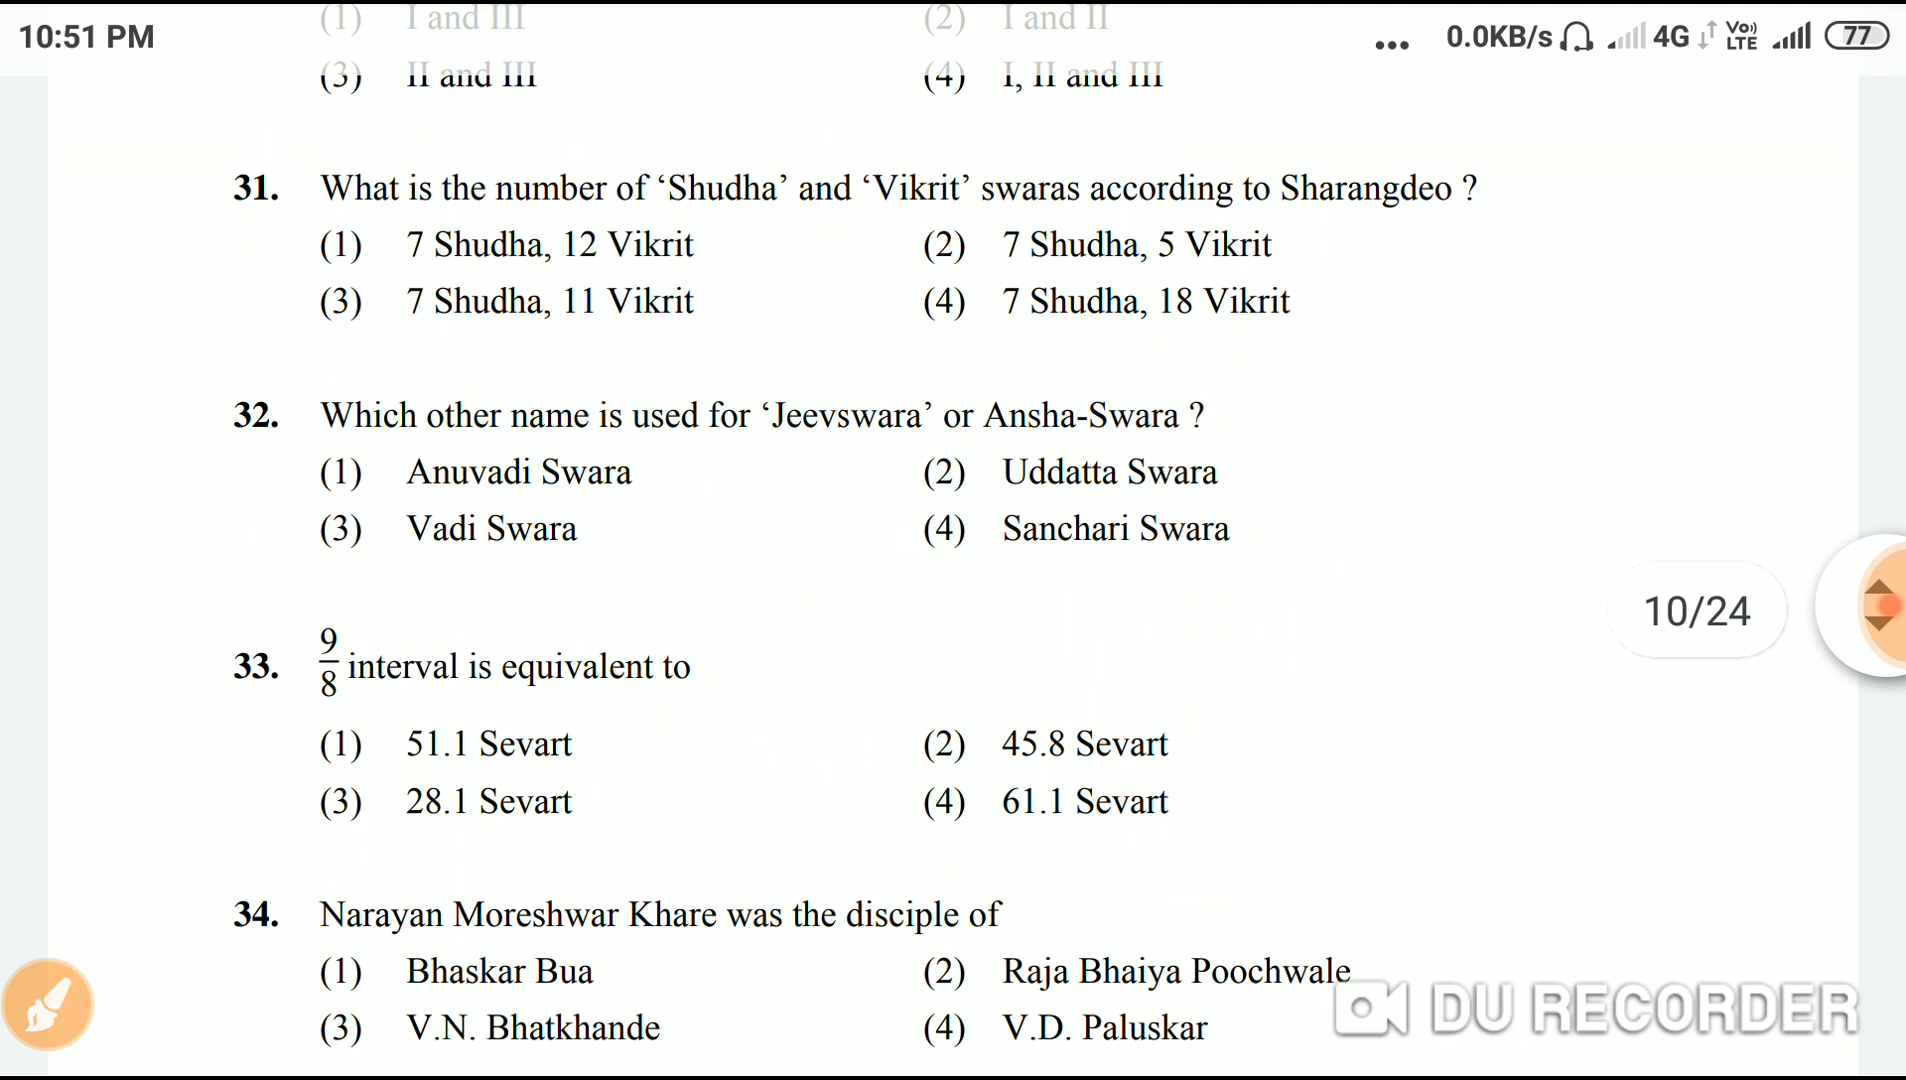 (1) I and III (2) I and II
10:51 PM ... 0.0KB/s 4G Vo)) LTE 77
(3) II and III (4) I, II and III
31. What is the number of ‘Shudha’ and ‘Vikrit’ swaras according to Sharangdeo ?
(1) 7 Shudha, 12 Vikrit (2) 7 Shudha, 5 Vikrit
(3) 7 Shudha, 11 Vikrit (4) 7 Shudha, 18 Vikrit
32. Which other name is used for ‘Jeevswara’ or Ansha-Swara ?
(1) Anuvadi Swara (2) Uddatta Swara
(3) Vadi Swara (4) Sanchari Swara
10/24
33. 9/8 interval is equivalent to
(1) 51.1 Sevart (2) 45.8 Sevart
(3) 28.1 Sevart (4) 61.1 Sevart
34. Narayan Moreshwar Khare was the disciple of
(1) Bhaskar Bua (2) Raja Bhaiya Poochwale
(3) V.N. Bhatkhande (4) V.D. Paluskar
DU RECORDER